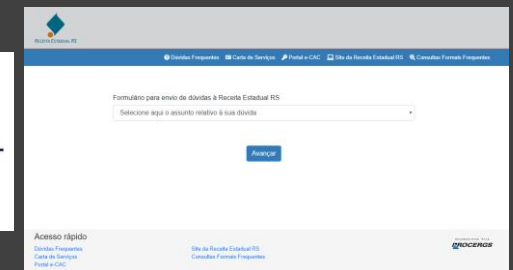 RECEITA ESTADUAL RS
Dúvidas Frequentes Carta de Serviços Portal e-CAC Site da Receita Estadual RS Consultas Formais Frequentes
Formulário para envio de dúvidas à Receita Estadual RS
Selecione aqui o assunto relativo à sua dúvida
Avançar
Acesso rápido
Dúvidas Frequentes Site da Receita Estadual RS
Carta de Serviços Consultas Formais Frequentes
Portal e-CAC
PROCERGS